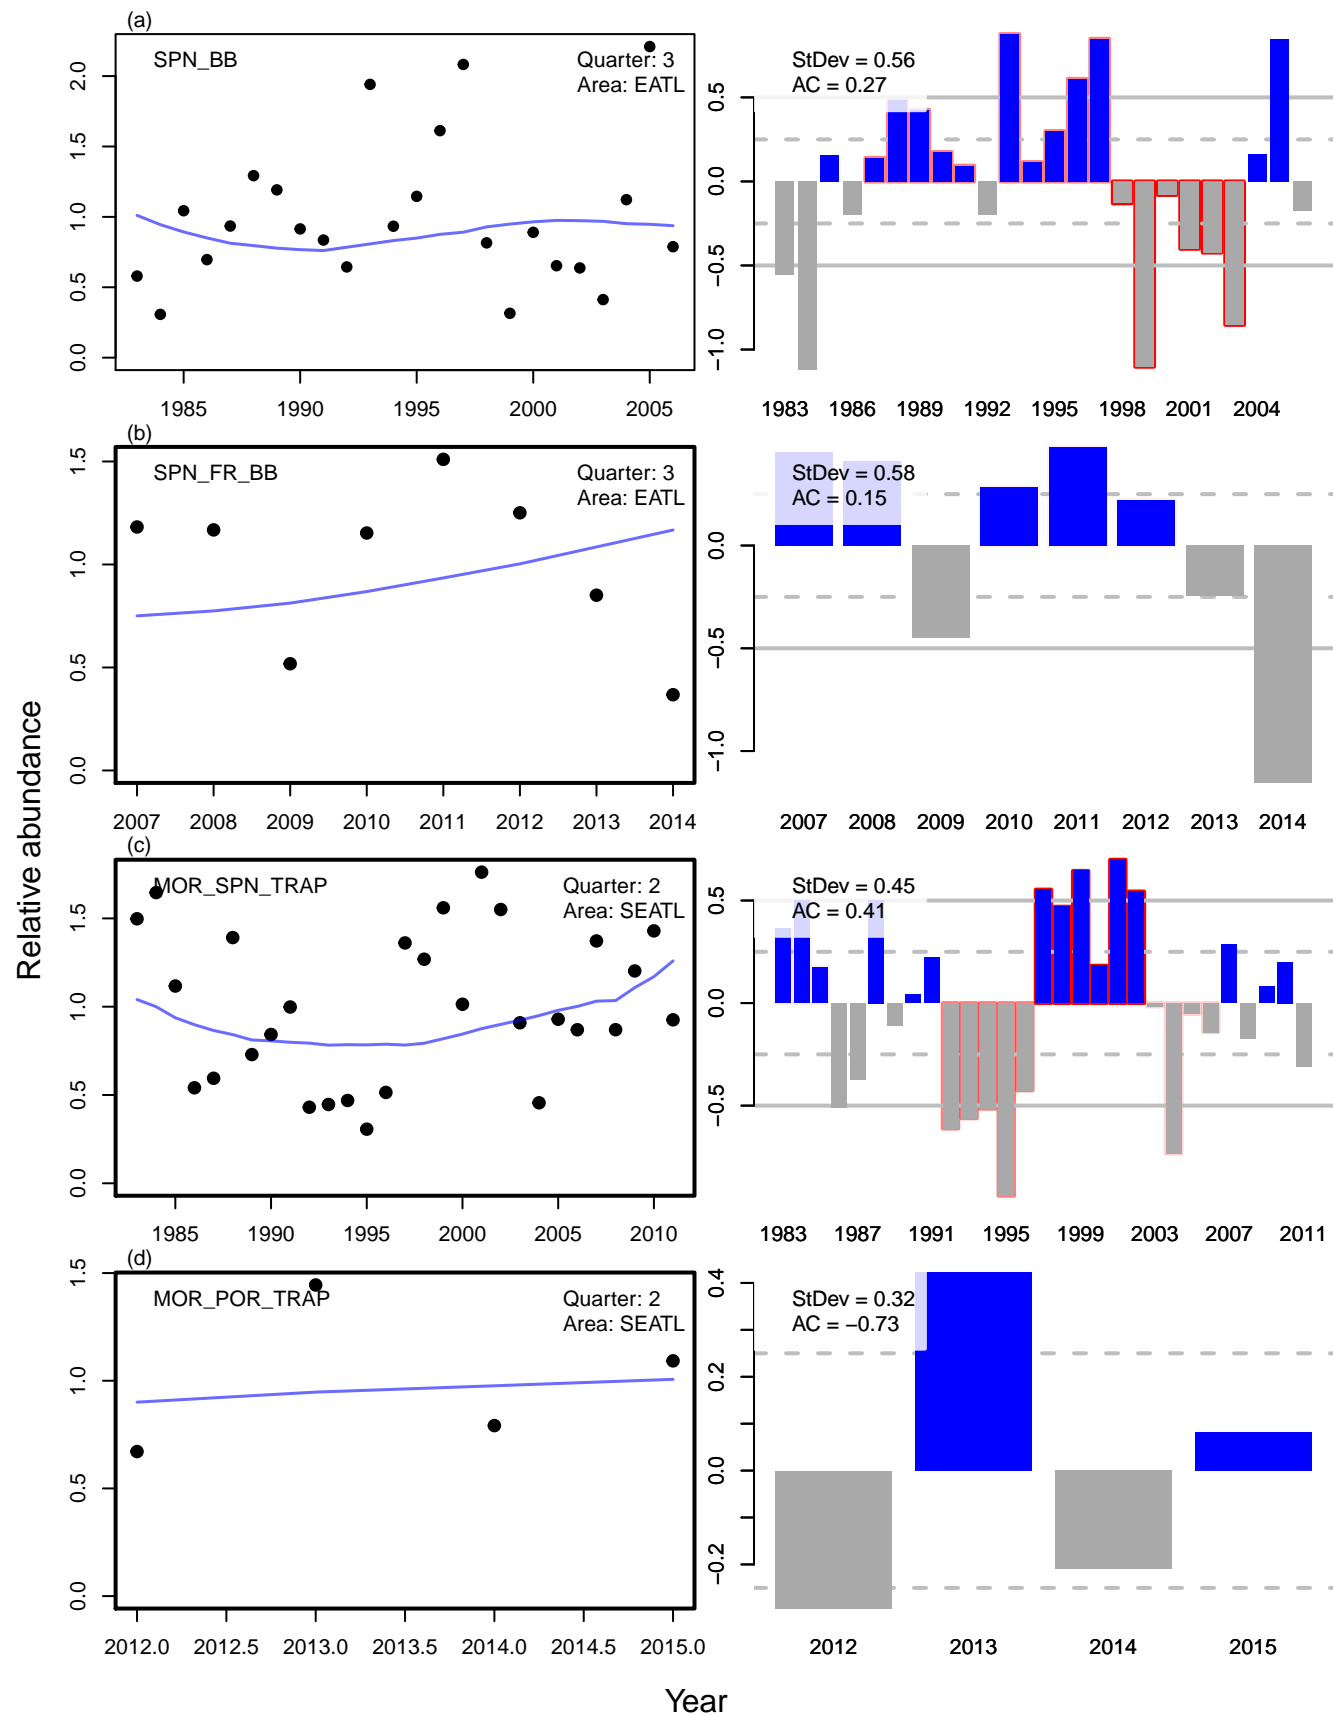 (a)
SPN_BB
Quarter: 3
Area: EATL
0.0 0.5 1.0 1.5 2.0
1985 1990 1995 2000 2005
StDev = 0.56
AC = 0.27
−1.0 −0.5 0.0 0.5
1983 1986 1989 1992 1995 1998 2001 2004
(b)
SPN_FR_BB
Quarter: 3
Area: EATL
0.0 0.5 1.0 1.5
2007 2008 2009 2010 2011 2012 2013 2014
StDev = 0.58
AC = 0.15
−1.0 −0.5 0.0
2007 2008 2009 2010 2011 2012 2013 2014
(c)
MOR_SPN_TRAP
Quarter: 2
Area: SEATL
0.0 0.5 1.0 1.5
1985 1990 1995 2000 2005 2010
StDev = 0.45
AC = 0.41
−0.5 0.0 0.5
1983 1987 1991 1995 1999 2003 2007 2011
(d)
MOR_POR_TRAP
Quarter: 2
Area: SEATL
0.0 0.5 1.0 1.5
2012.0 2012.5 2013.0 2013.5 2014.0 2014.5 2015.0
StDev = 0.32
AC = −0.73
−0.2 0.0 0.2 0.4
2012 2013 2014 2015
Relative abundance
Year